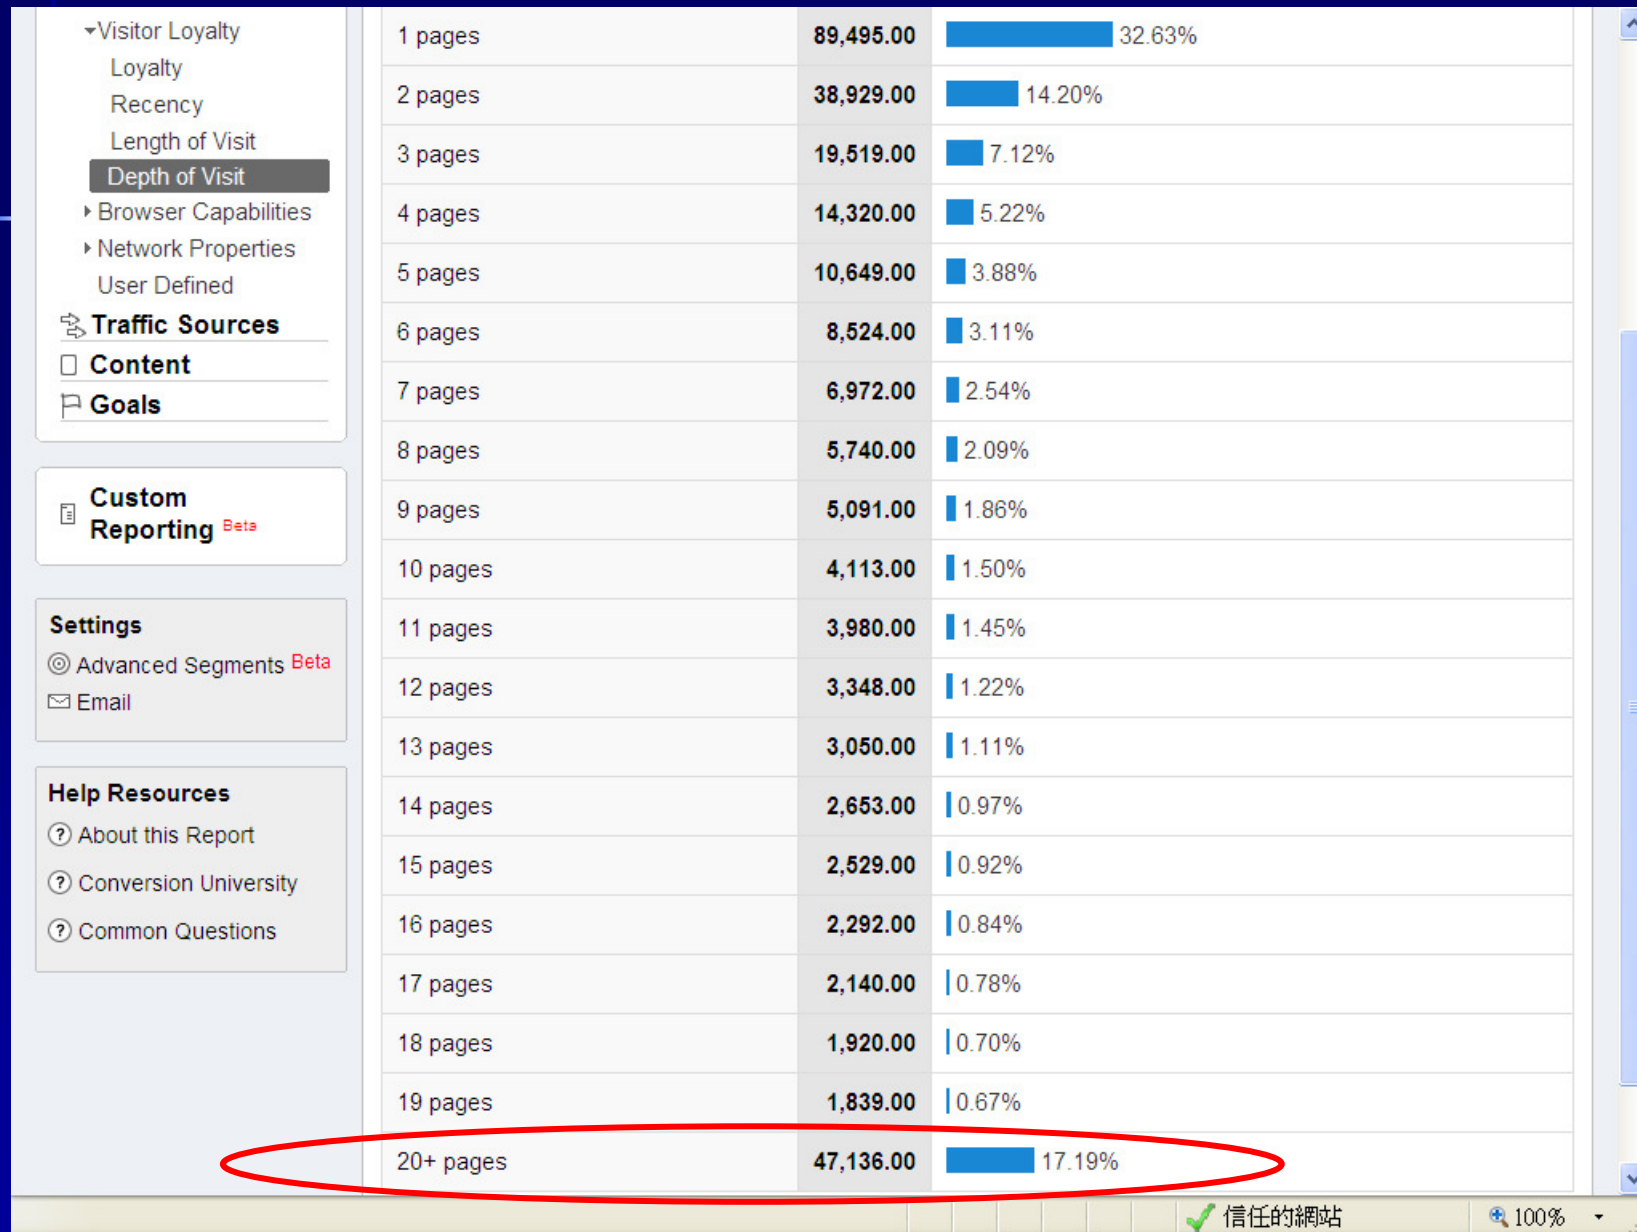 Visitor Loyalty
Loyalty
Recency
Length of Visit
Depth of Visit
Browser Capabilities
Network Properties
User Defined
Traffic Sources
Content
Goals
Custom
Reporting Beta
Settings
Advanced Segments Beta
Email
Help Resources
About this Report
Conversion University
Common Questions
1 pages 89,495.00 32.63%
2 pages 38,929.00 14.20%
3 pages 19,519.00 7.12%
4 pages 14,320.00 5.22%
5 pages 10,649.00 3.88%
6 pages 8,524.00 3.11%
7 pages 6,972.00 2.54%
8 pages 5,740.00 2.09%
9 pages 5,091.00 1.86%
10 pages 4,113.00 1.50%
11 pages 3,980.00 1.45%
12 pages 3,348.00 1.22%
13 pages 3,050.00 1.11%
14 pages 2,653.00 0.97%
15 pages 2,529.00 0.92%
16 pages 2,292.00 0.84%
17 pages 2,140.00 0.78%
18 pages 1,920.00 0.70%
19 pages 1,839.00 0.67%
20+ pages 47,136.00 17.19%
信任的網站 100%